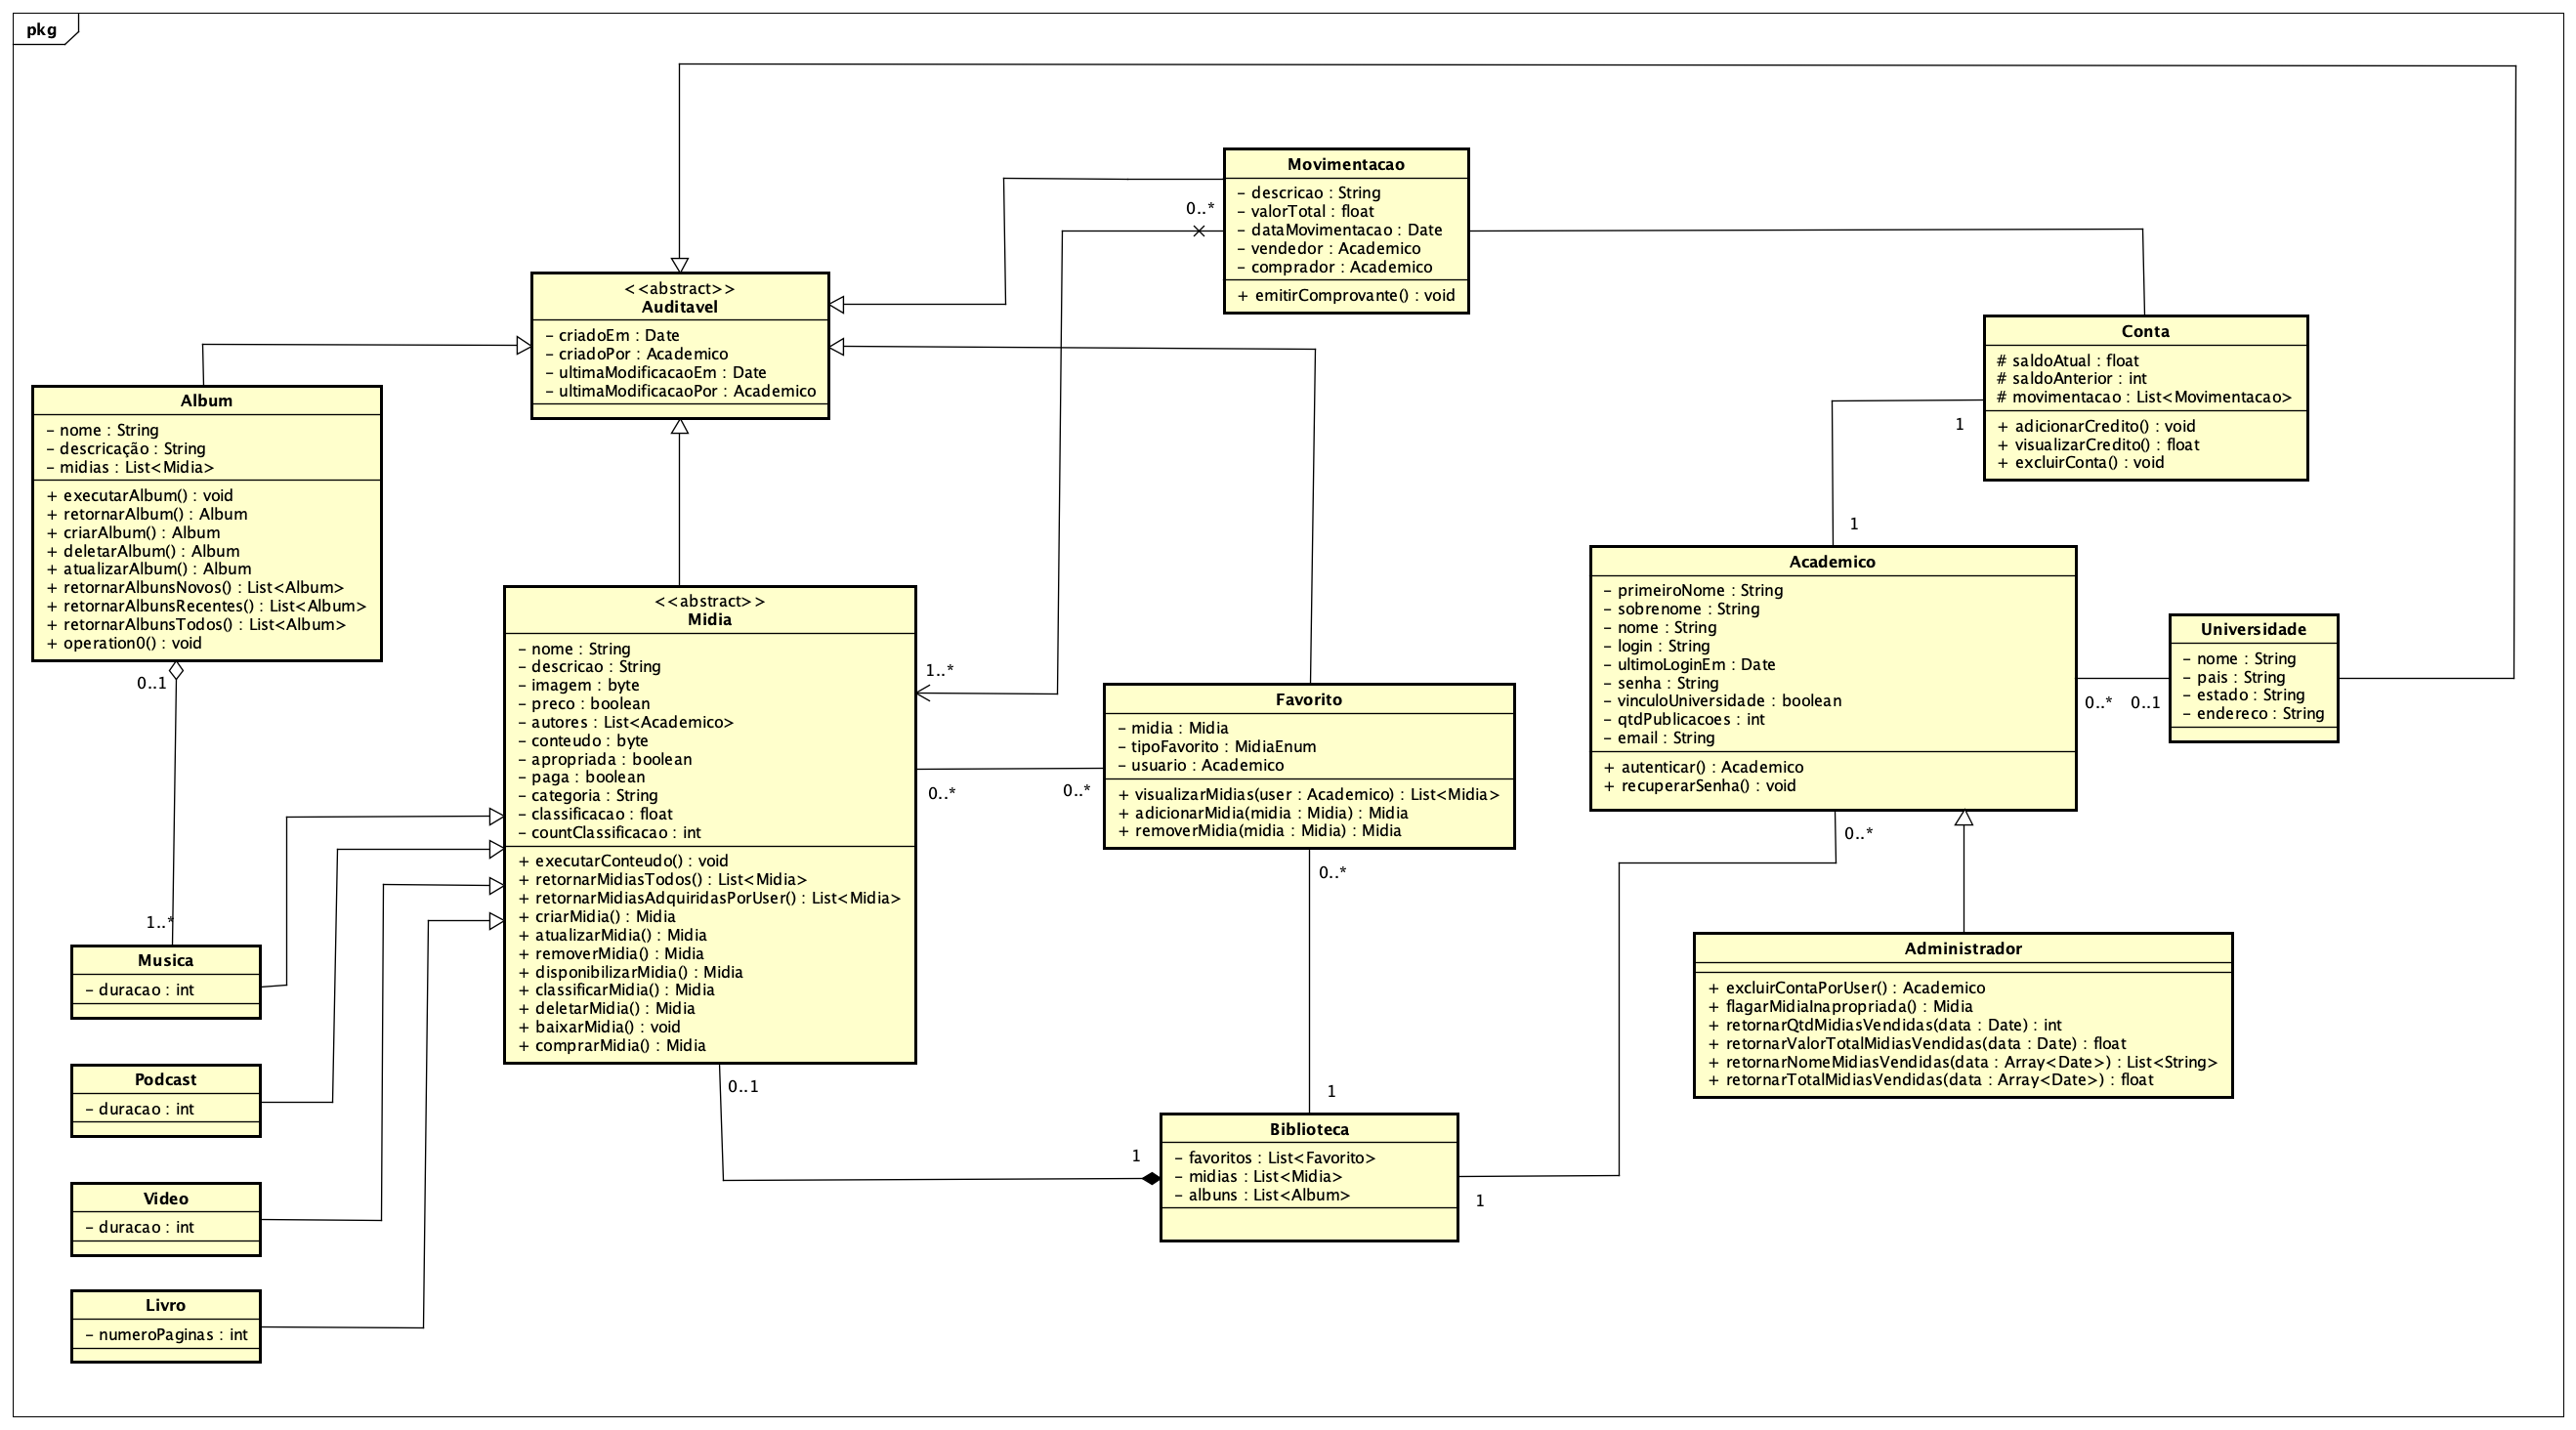 pkg
Movimentacao
- descricao : String
- valorTotal : float
- dataMovimentacao : Date
- vendedor : Academico
- comprador : Academico
+ emitirComprovante() : void
0..*
<<abstract>>
Auditavel
- criadoEm : Date
- criadoPor : Academico
- ultimaModificacaoEm : Date
- ultimaModificacaoPor : Academico
Conta
# saldoAtual : float
# saldoAnterior : int
# movimentacao : List<Movimentacao>
+ adicionarCredito() : void
+ visualizarCredito() : float
+ excluirConta() : void
1
1
Album
- nome : String
- descricação : String
- midias : List<Midia>
+ executarAlbum() : void
+ retornarAlbum() : Album
+ criarAlbum() : Album
+ deletarAlbum() : Album
+ atualizarAlbum() : Album
+ retornarAlbunsNovos() : List<Album>
+ retornarAlbunsRecentes() : List<Album>
+ retornarAlbunsTodos() : List<Album>
+ operation0() : void
0..1
1..*
<<abstract>>
Midia
- nome : String
- descricao : String
- imagem : byte
- preco : boolean
- autores : List<Academico>
- conteudo : byte
- apropriada : boolean
- paga : boolean
- categoria : String
- classificacao : float
- countClassificacao : int
+ executarConteudo() : void
+ retornarMidiasTodos() : List<Midia>
+ retornarMidiasAdquiridasPorUser() : List<Midia>
+ criarMidia() : Midia
+ atualizarMidia() : Midia
+ removerMidia() : Midia
+ disponibilizarMidia() : Midia
+ classificarMidia() : Midia
+ deletarMidia() : Midia
+ baixarMidia() : void
+ comprarMidia() : Midia
1..*
0..*
0..*
0..1
Favorito
- midia : Midia
- tipoFavorito : MidiaEnum
- usuario : Academico
+ visualizarMidias(user : Academico) : List<Midia>
+ adicionarMidia(midia : Midia) : Midia
+ removerMidia(midia : Midia) : Midia
0..*
1
Academico
- primeiroNome : String
- sobrenome : String
- nome : String
- login : String
- ultimoLoginEm : Date
- senha : String
- vinculoUniversidade : boolean
- qtdPublicacoes : int
- email : String
+ autenticar() : Academico
+ recuperarSenha() : void
0..*
0..*
0..1
Universidade
- nome : String
- pais : String
- estado : String
- endereco : String
Administrador
+ excluirContaPorUser() : Academico
+ flagarMidiaInapropriada() : Midia
+ retornarQtdMidiasVendidas(data : Date) : int
+ retornarValorTotalMidiasVendidas(data : Date) : float
+ retornarNomeMidiasVendidas(data : Array<Date>) : List<String>
+ retornarTotalMidiasVendidas(data : Array<Date>) : float
Musica
- duracao : int
Podcast
- duracao : int
Video
- duracao : int
Livro
- numeroPaginas : int
1
Biblioteca
- favoritos : List<Favorito>
- midias : List<Midia>
- albuns : List<Album>
1